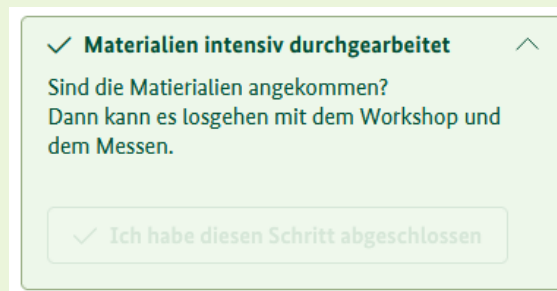 Materialien intensiv durchgearbeitet
Sind die Matierialien angekommen?
Dann kann es losgehen mit dem Workshop und
dem Messen.
Ich habe diesen Schritt abgeschlossen